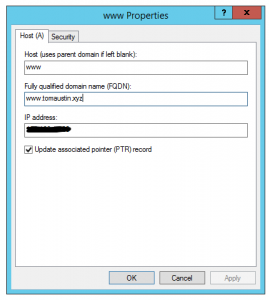 www Properties
?
x
Host (A)
Security
Host (uses parent domain if left blank):
www
Fully qualified domain name (FQDN):
www.tomaustin.xyz
IP address:
Update associated pointer (PTR) record
OK
Cancel
Apply